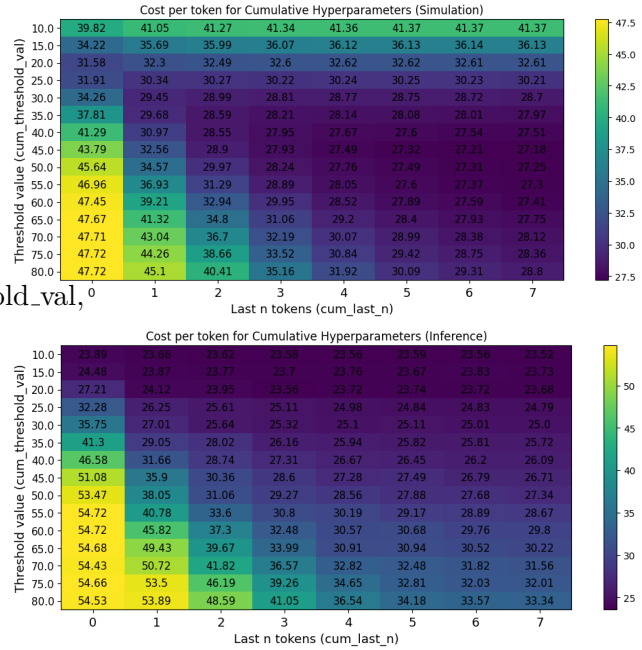 Cost per token for Cumulative Hyperparameters (Simulation)
Threshold value (cum_threshold_val)
10.0 39.82 41.05 41.27 41.34 41.36 41.37 41.37 41.37
15.0 34.22 35.69 35.99 36.07 36.12 36.13 36.14 36.13
20.0 31.58 32.3 32.49 32.6 32.62 32.62 32.61 32.61
25.0 31.91 30.34 30.27 30.22 30.24 30.25 30.23 30.21
30.0 34.26 29.45 28.99 28.81 28.77 28.75 28.72 28.7
35.0 37.81 29.68 28.59 28.21 28.14 28.08 28.01 27.97
40.0 41.29 30.97 28.55 27.95 27.67 27.6 27.54 27.51
45.0 43.79 32.56 28.9 27.93 27.49 27.32 27.21 27.18
50.0 45.64 34.57 29.97 28.24 27.76 27.49 27.31 27.25
55.0 46.96 36.93 31.29 28.89 28.05 27.6 27.37 27.3
60.0 47.45 39.21 32.94 29.95 28.52 27.89 27.59 27.41
65.0 47.67 41.32 34.8 31.06 29.2 28.4 27.93 27.75
70.0 47.71 43.04 36.7 32.19 30.07 28.99 28.38 28.12
75.0 47.72 44.26 38.66 33.52 30.84 29.42 28.75 28.36
80.0 47.72 45.1 40.41 35.16 31.92 30.09 29.31 28.8
0 1 2 3 4 5 6 7
Last n tokens (cum_last_n)
47.5
45.0
42.5
40.0
37.5
35.0
32.5
30.0
27.5
old_val,
Cost per token for Cumulative Hyperparameters (Inference)
Threshold value (cum_threshold_val)
10.0 23.89 23.66 23.62 23.58 23.56 23.59 23.56 23.52
15.0 24.48 23.87 23.77 23.7 23.76 23.67 23.83 23.73
20.0 27.21 24.12 23.95 23.56 23.72 23.74 23.72 23.68
25.0 32.28 26.25 25.61 25.11 24.98 24.84 24.83 24.79
30.0 35.75 27.01 25.64 25.32 25.1 25.11 25.01 25.0
35.0 41.3 29.05 28.02 26.16 25.94 25.82 25.81 25.72
40.0 46.58 31.66 28.74 27.31 26.67 26.45 26.2 26.09
45.0 51.08 35.9 30.36 28.6 27.28 27.49 26.79 26.71
50.0 53.47 38.05 31.06 29.27 28.56 27.88 27.68 27.34
55.0 54.72 40.78 33.6 30.8 30.19 29.17 28.89 28.67
60.0 54.72 45.82 37.3 32.48 30.57 30.68 29.76 29.8
65.0 54.68 49.43 39.67 33.99 30.91 30.94 30.52 30.22
70.0 54.43 50.72 41.82 36.57 32.82 32.48 31.82 31.56
75.0 54.66 53.5 46.19 39.26 34.65 32.81 32.03 32.01
80.0 54.53 53.89 48.59 41.05 36.54 34.18 33.57 33.34
0 1 2 3 4 5 6 7
Last n tokens (cum_last_n)
50
45
40
35
30
25